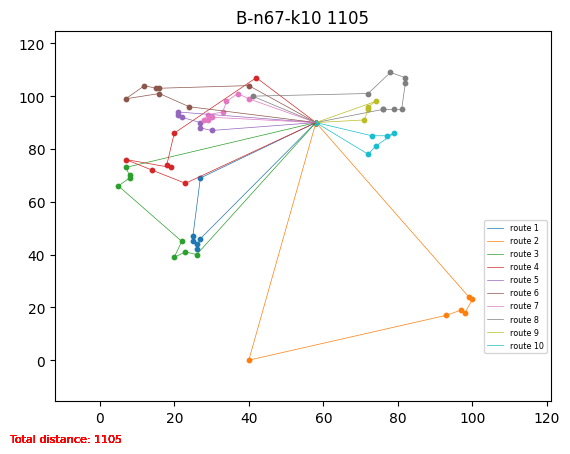 B-n67-k10 1105
120
100
80
60
40
20
0
route 1
route 2
route 3
route 4
route 5
route 6
route 7
route 8
route 9
route 10
0 20 40 60 80 100 120
Total distance: 1105